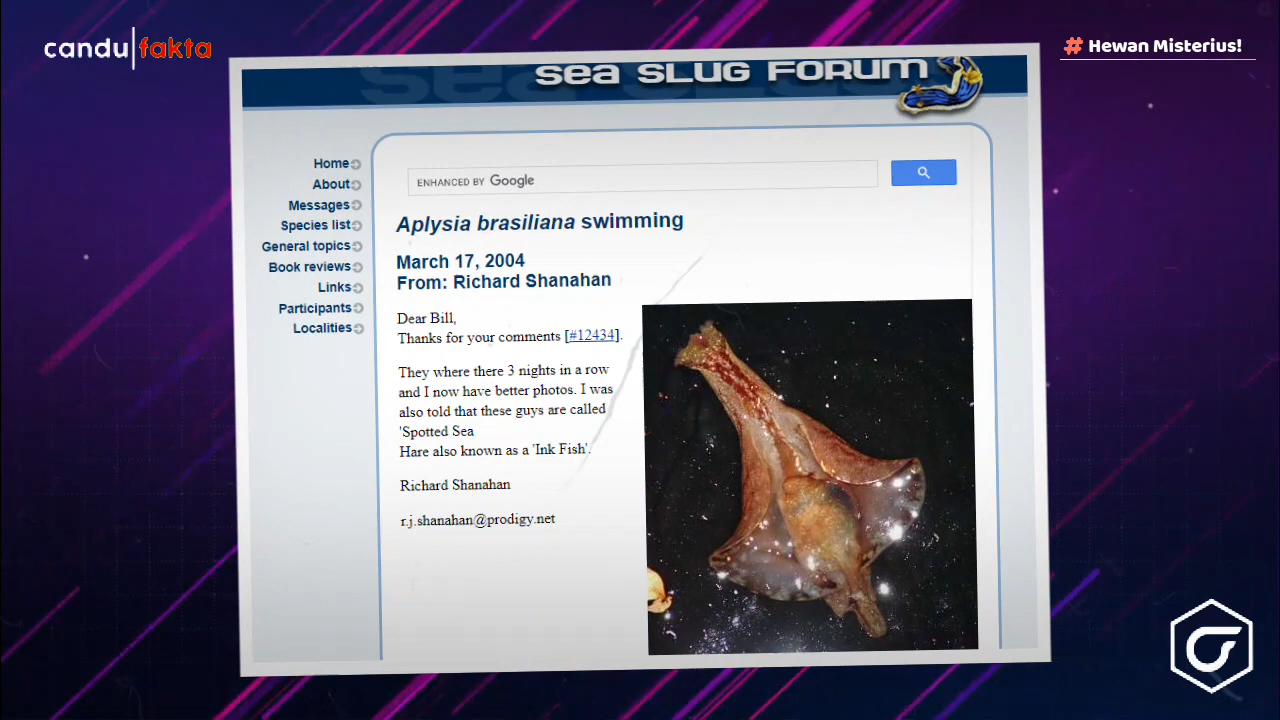 candu|fakta
# Hewan Misterius!
sea slug forum
Home
About
Messages
Species list
General topics
Book reviews
Links
Participants
Localities
ENHANCED BY Google
Aplysia brasiliana swimming
March 17, 2004
From: Richard Shanahan
Dear Bill,
Thanks for your comments [#12434].
They where there 3 nights in a row
and I now have better photos. I was
also told that these guys are called
'Spotted Sea
Hare also known as a 'Ink Fish'.
Richard Shanahan
r.j.shanahan@prodigy.net